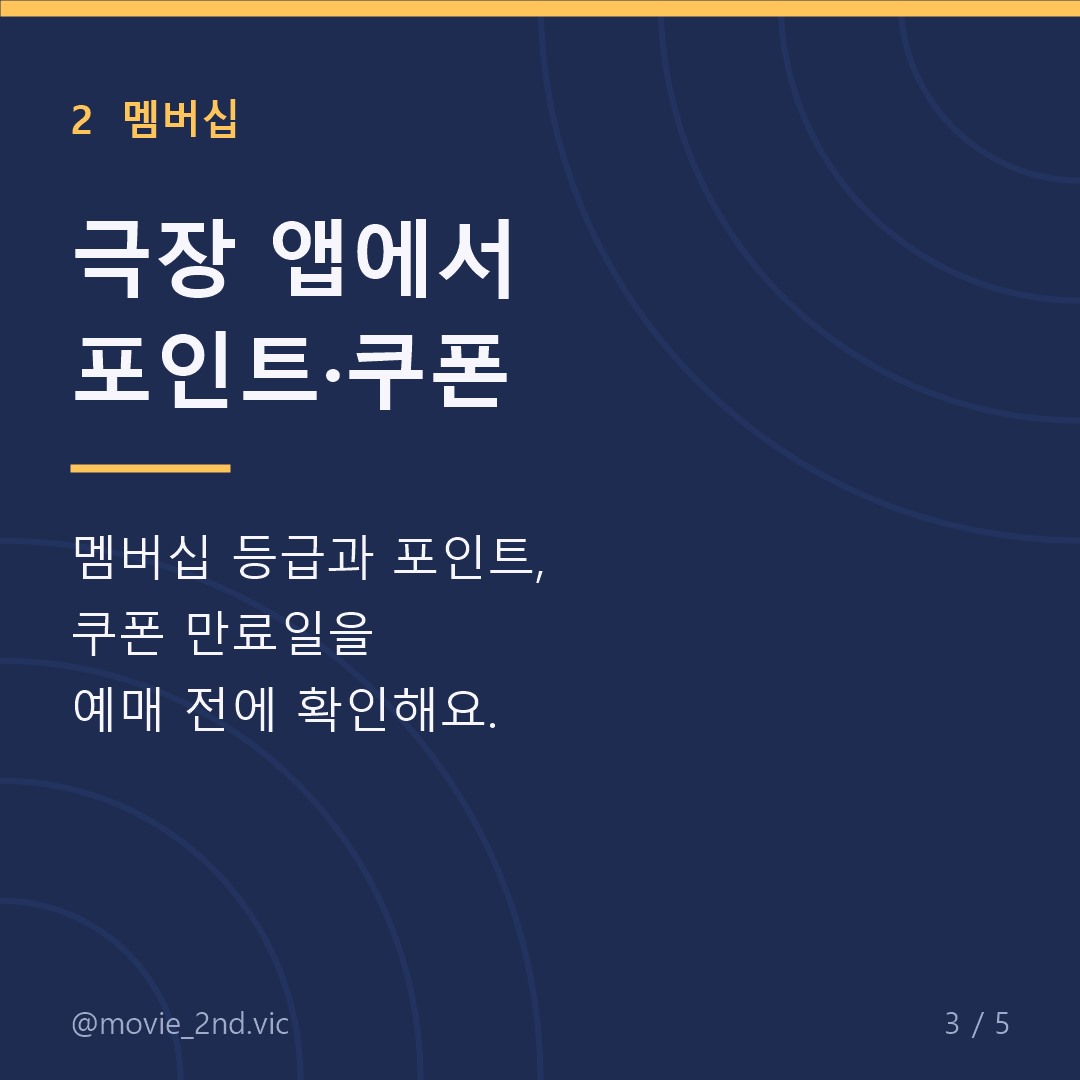 2 멤버십
극장 앱에서
포인트·쿠폰
멤버십 등급과 포인트,
쿠폰 만료일을
예매 전에 확인해요.
@movie_2nd.vic
3 / 5